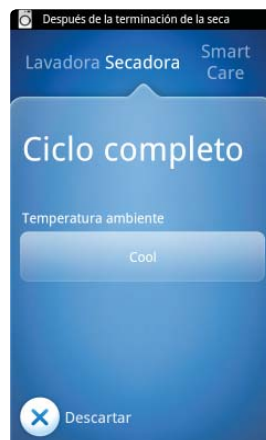 Después de la terminación de la seca
Lavadora Secadora Smart
Care
Ciclo completo
Temperatura ambiente
Cool
Descartar